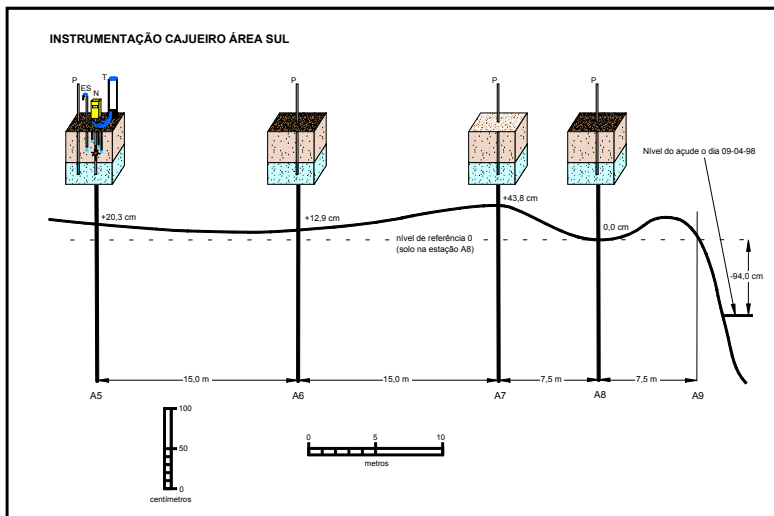 INSTRUMENTAÇÃO CAJUEIRO ÁREA SUL
P
ES
N
T
P
P
P
Nível do açude o dia 09-04-98
+20,3 cm
+12,9 cm
+43,8 cm
0,0 cm
nível de referência 0
(solo na estação A8)
-94,0 cm
15,0 m
15,0 m
7,5 m
7,5 m
A5
A6
A7
A8
A9
100
50
0
centímetros
0
5
10
metros